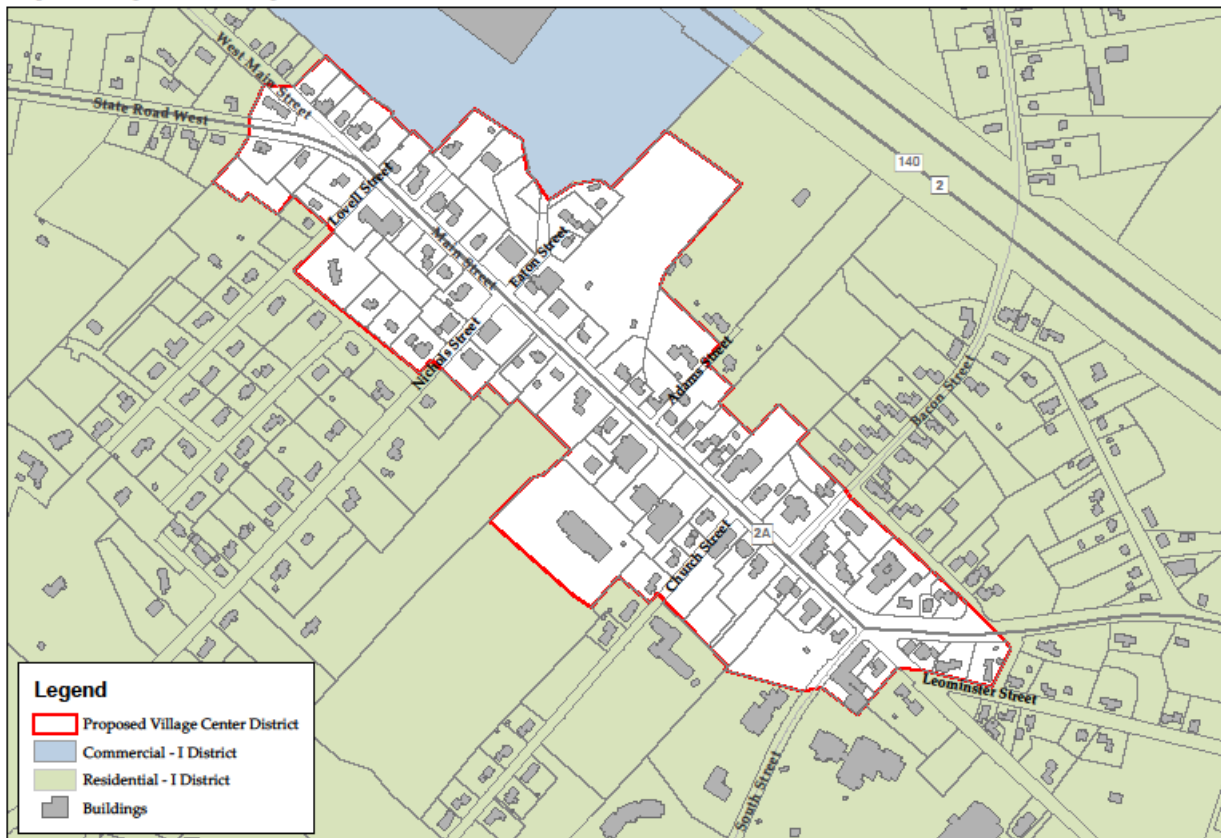 West Main Street
State Road West
Lovell Street
Main Street
Eaton Street
140
2
Nichols Street
Adams Street
Bacon Street
2A
Church Street
Leominster Street
South Street
Legend
Proposed Village Center District
Commercial - I District
Residential - I District
Buildings